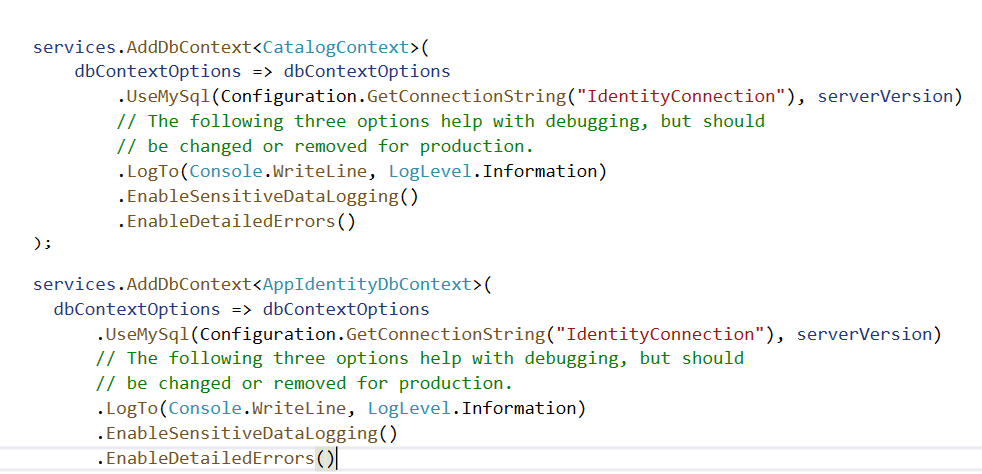 services.AddDbContext<CatalogContext>(
dbContextOptions => dbContextOptions
.UseMySql(Configuration.GetConnectionString("IdentityConnection"), serverVersion)
// The following three options help with debugging, but should
// be changed or removed for production.
.LogTo(Console.WriteLine, LogLevel.Information)
.EnableSensitiveDataLogging()
.EnableDetailedErrors()
);
services.AddDbContext<AppIdentityDbContext>(
dbContextOptions => dbContextOptions
.UseMySql(Configuration.GetConnectionString("IdentityConnection"), serverVersion)
// The following three options help with debugging, but should
// be changed or removed for production.
.LogTo(Console.WriteLine, LogLevel.Information)
.EnableSensitiveDataLogging()
.EnableDetailedErrors()